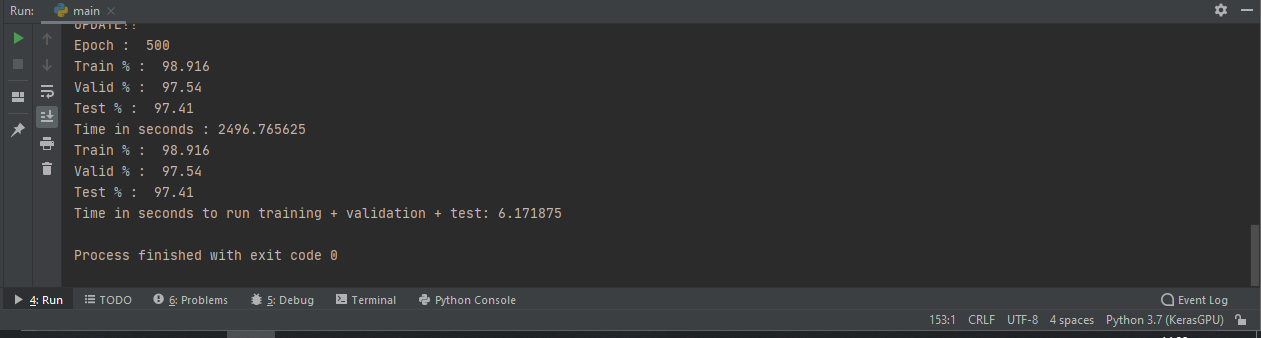 Run: main
UPDATE!!
Epoch :  500
Train % :  98.916
Valid % :  97.54
Test % :  97.41
Time in seconds : 2496.765625
Train % :  98.916
Valid % :  97.54
Test % :  97.41
Time in seconds to run training + validation + test: 6.171875
Process finished with exit code 0
4: Run TODO 6: Problems 5: Debug Terminal Python Console Event Log
153:1 CRLF UTF-8 4 spaces Python 3.7 (KerasGPU)